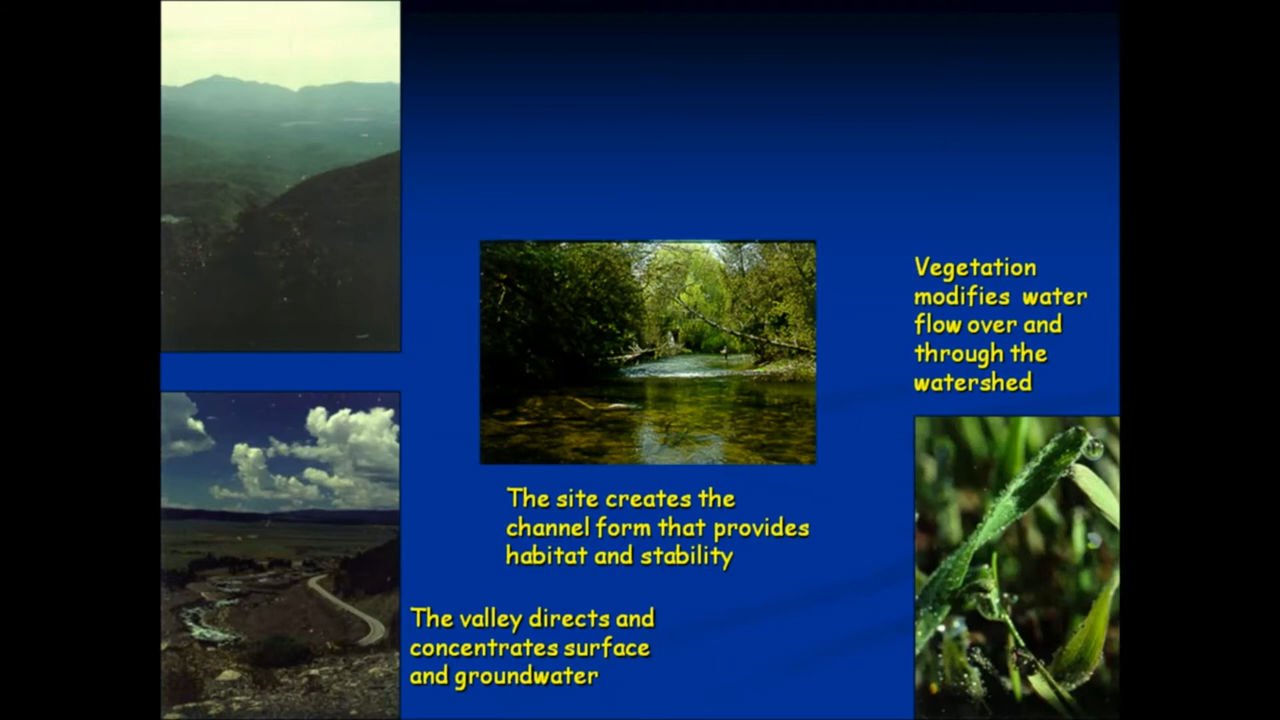 Vegetation
modifies water
flow over and
through the
watershed
The site creates the
channel form that provides
habitat and stability
The valley directs and
concentrates surface
and groundwater